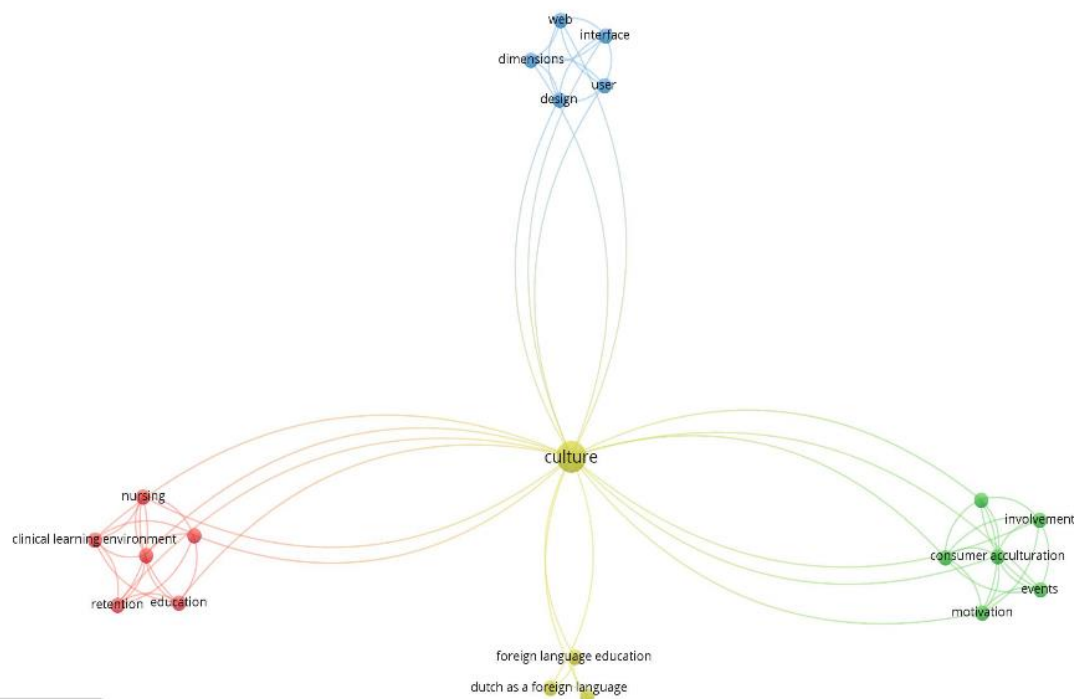 web
interface
dimensions
user
design
culture
nursing
clinical learning environment
retention
education
involvement
consumer acculturation
events
motivation
foreign language education
dutch as a foreign language